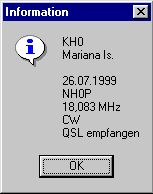 Information
KH0
Mariana Is.
26.07.1999
NH0P
18,083 MHz
CW
QSL empfangen
OK